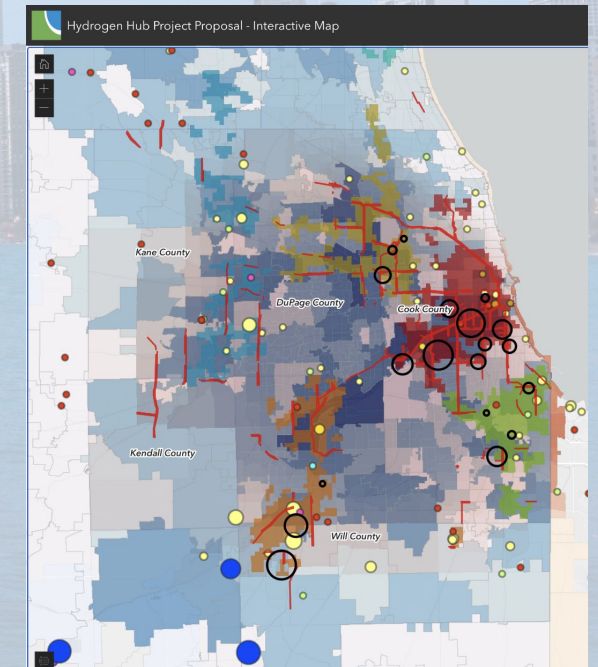 Hydrogen Hub Project Proposal - Interactive Map
+
−
Kane County
DuPage County
Cook County
Kendall County
Will County